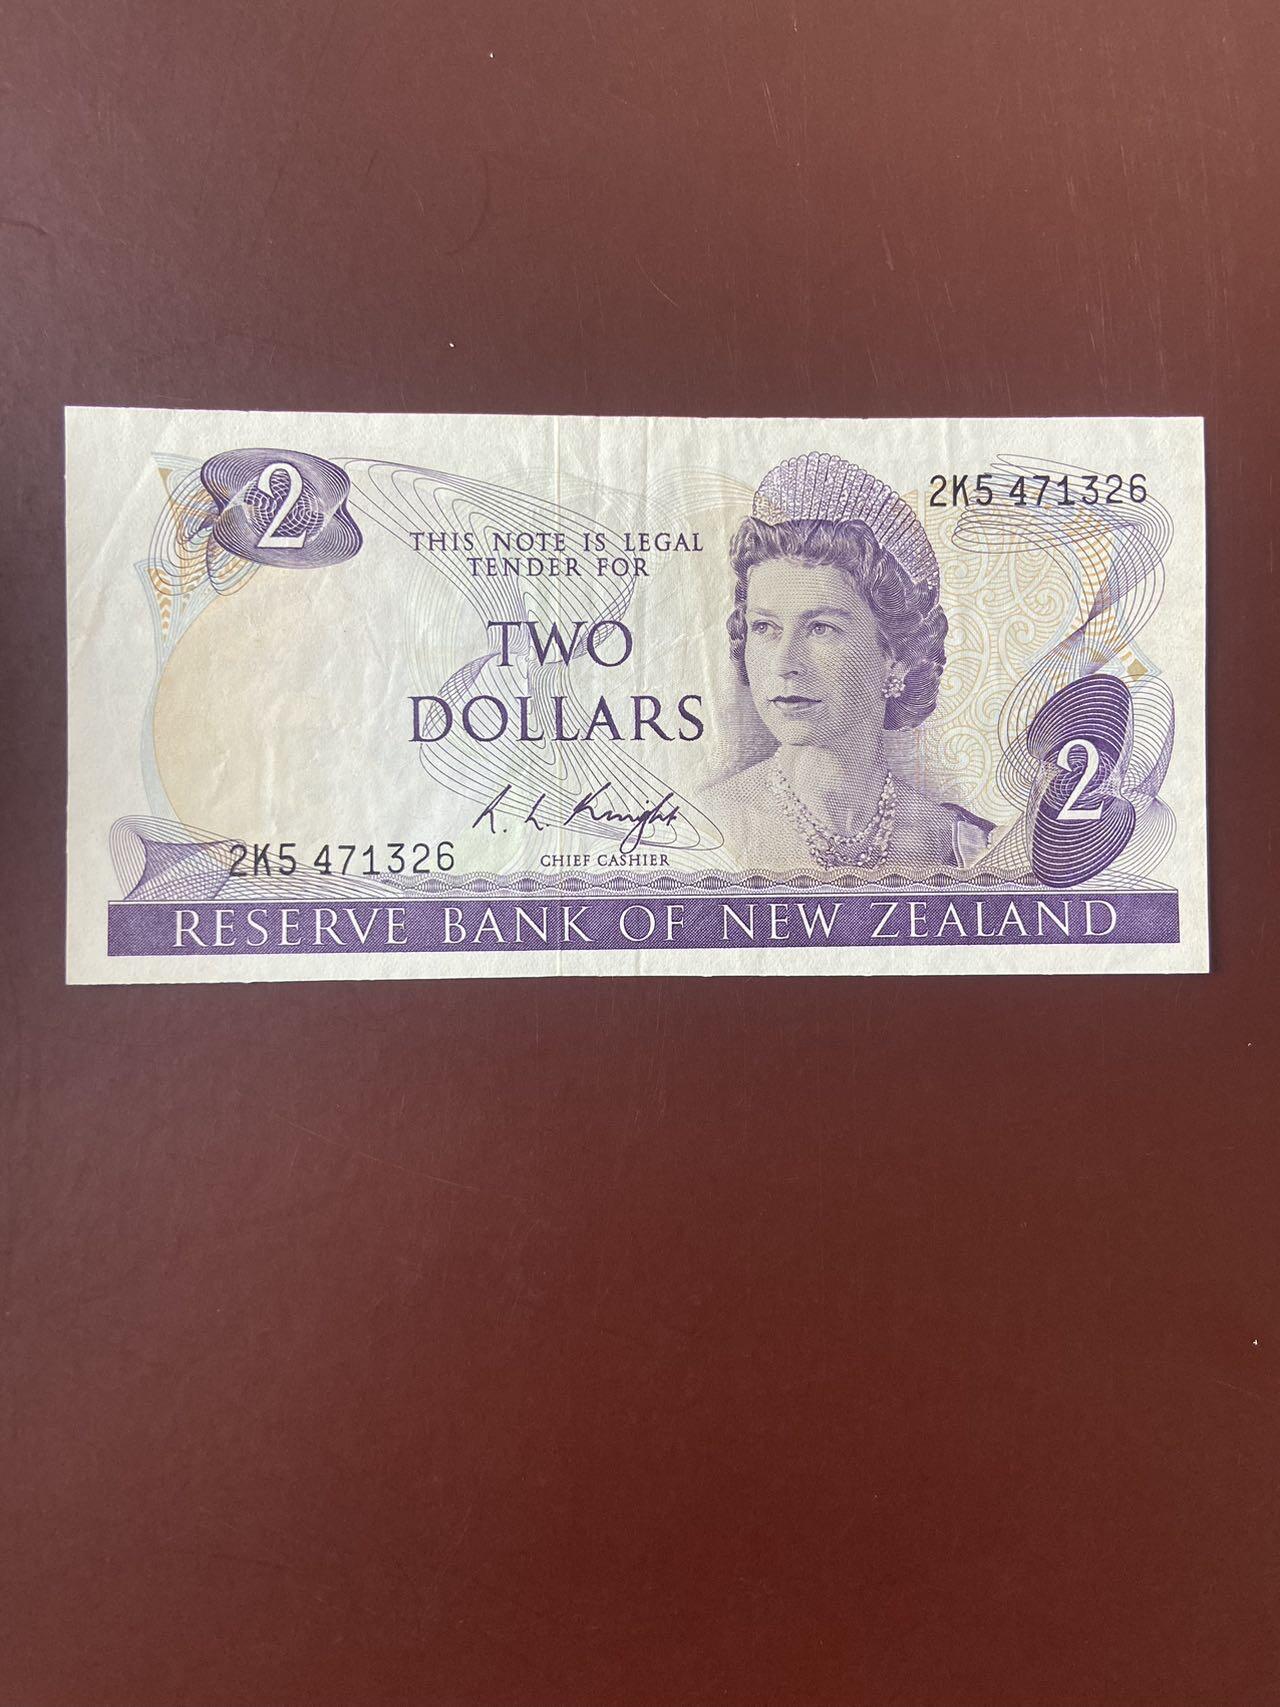 2
2K5 471326
THIS NOTE IS LEGAL
TENDER FOR
TWO
DOLLARS
R. L. Knight
CHIEF CASHIER
2
2K5 471326
RESERVE BANK OF NEW ZEALAND